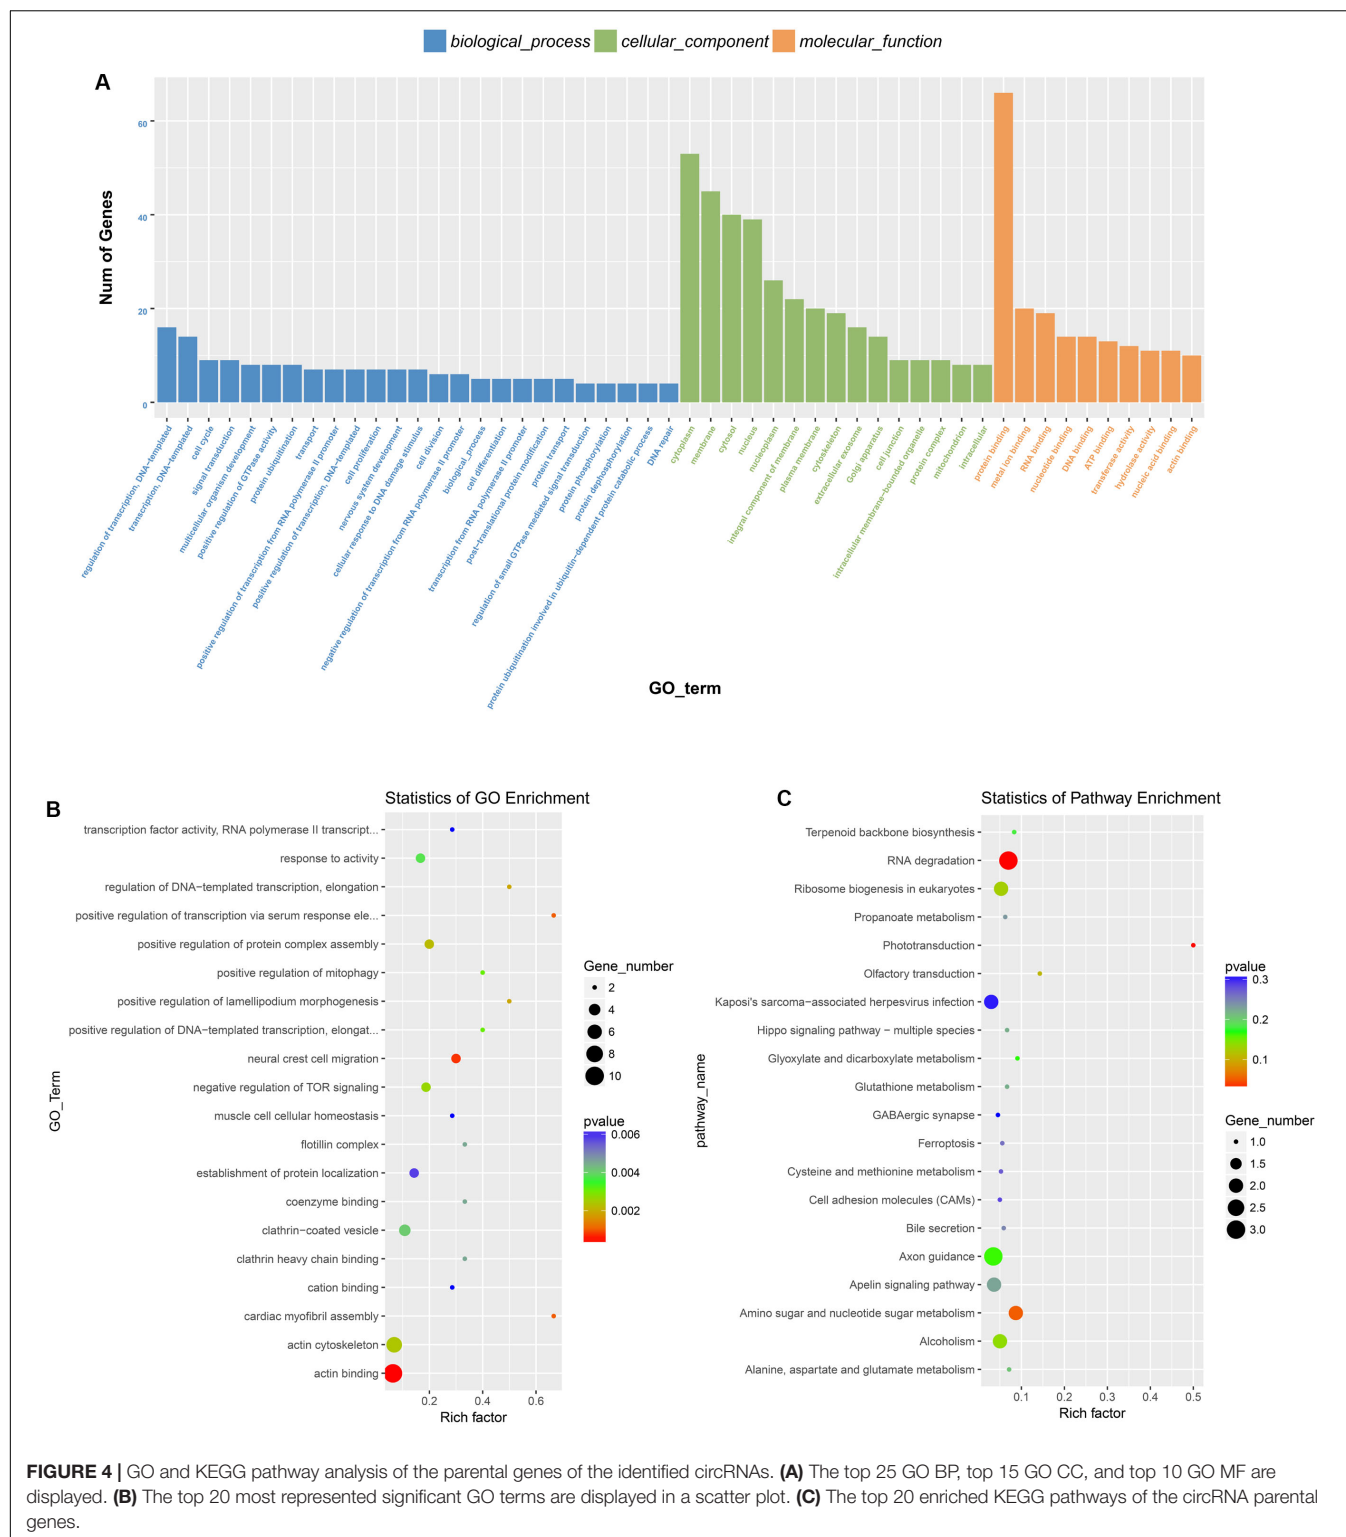 biological_process cellular_component molecular_function
A
Num of Genes
60
40
20
0
regulation of transcription, DNA−templated
transcription, DNA−templated
cell cycle
signal transduction
multicellular organism development
positive regulation of GTPase activity
protein ubiquitination
transport
positive regulation of transcription from RNA polymerase II promoter
positive regulation of transcription, DNA−templated
cell proliferation
nervous system development
cellular response to DNA damage stimulus
cell division
negative regulation of transcription from RNA polymerase II promoter
biological_process
cell differentiation
transcription from RNA polymerase II promoter
post−translational protein modification
protein transport
regulation of small GTPase mediated signal transduction
protein phosphorylation
protein dephosphorylation
protein ubiquitination involved in ubiquitin−dependent protein catabolic process
DNA repair
cytoplasm
membrane
cytosol
nucleus
nucleoplasm
integral component of membrane
plasma membrane
cytoskeleton
extracellular exosome
Golgi apparatus
cell junction
intracellular membrane−bounded organelle
protein complex
mitochondrion
intracellular
protein binding
metal ion binding
RNA binding
nucleotide binding
DNA binding
ATP binding
transferase activity
hydrolase activity
nucleic acid binding
actin binding
GO_term
B
Statistics of GO Enrichment
GO_Term
transcription factor activity, RNA polymerase II transcript...
response to activity
regulation of DNA−templated transcription, elongation
positive regulation of transcription via serum response ele...
positive regulation of protein complex assembly
positive regulation of mitophagy
positive regulation of lamellipodium morphogenesis
positive regulation of DNA−templated transcription, elongat...
neural crest cell migration
negative regulation of TOR signaling
muscle cell cellular homeostasis
flotillin complex
establishment of protein localization
coenzyme binding
clathrin−coated vesicle
clathrin heavy chain binding
cation binding
cardiac myofibril assembly
actin cytoskeleton
actin binding
0.2 0.4 0.6
Rich factor
Gene_number
2
4
6
8
10
pvalue
0.006
0.004
0.002
C
Statistics of Pathway Enrichment
pathway_name
Terpenoid backbone biosynthesis
RNA degradation
Ribosome biogenesis in eukaryotes
Propanoate metabolism
Phototransduction
Olfactory transduction
Kaposi's sarcoma−associated herpesvirus infection
Hippo signaling pathway − multiple species
Glyoxylate and dicarboxylate metabolism
Glutathione metabolism
GABAergic synapse
Ferroptosis
Cysteine and methionine metabolism
Cell adhesion molecules (CAMs)
Bile secretion
Axon guidance
Apelin signaling pathway
Amino sugar and nucleotide sugar metabolism
Alcoholism
Alanine, aspartate and glutamate metabolism
0.1 0.2 0.3 0.4 0.5
Rich factor
pvalue
0.3
0.2
0.1
Gene_number
1.0
1.5
2.0
2.5
3.0
FIGURE 4 | GO and KEGG pathway analysis of the parental genes of the identified circRNAs. (A) The top 25 GO BP, top 15 GO CC, and top 10 GO MF are
displayed. (B) The top 20 most represented significant GO terms are displayed in a scatter plot. (C) The top 20 enriched KEGG pathways of the circRNA parental
genes.